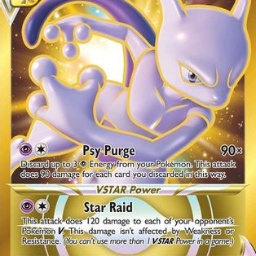 Psy Purge 90×
Discard up to 3 Energy from your Pokémon. This attack
does 90 damage for each card you discarded in this way.
VSTAR Power
Star Raid
This attack does 120 damage to each of your opponent's
Pokémon V. This damage isn't affected by Weakness or
Resistance. (You can't use more than 1 VSTAR Power in a game.)